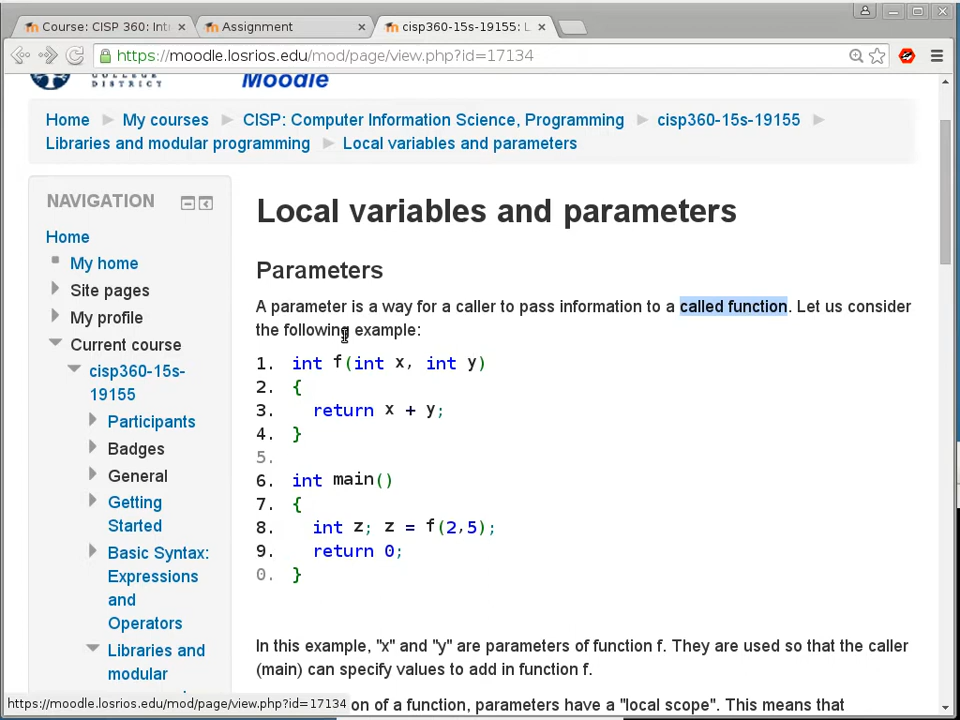 Course: CISP 360: Int
Assignment
cisp360-15s-19155: L
https://moodle.losrios.edu/mod/page/view.php?id=17134
DISTRICT
Moodle
Home
My courses
CISP: Computer Information Science, Programming
cisp360-15s-19155
Libraries and modular programming
Local variables and parameters
NAVIGATION
Home
My home
Site pages
My profile
Current course
cisp360-15s-
19155
Participants
Badges
General
Getting
Started
Basic Syntax:
Expressions
and
Operators
Libraries and
modular
Local variables and parameters
Parameters
A parameter is a way for a caller to pass information to a called function. Let us consider
the following example:
1. int f(int x, int y)
2. {
3. return x + y;
4. }
5.
6. int main()
7. {
8. int z; z = f(2,5);
9. return 0;
0. }
In this example, "x" and "y" are parameters of function f. They are used so that the caller
(main) can specify values to add in function f.
on of a function, parameters have a "local scope". This means that
https://moodle.losrios.edu/mod/page/view.php?id=17134